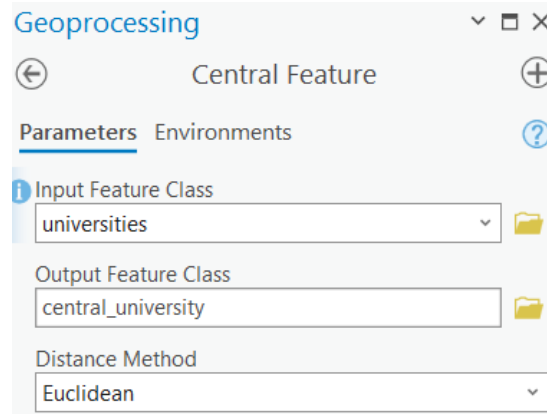 Geoprocessing
Central Feature
Parameters Environments
Input Feature Class
universities
Output Feature Class
central_university
Distance Method
Euclidean